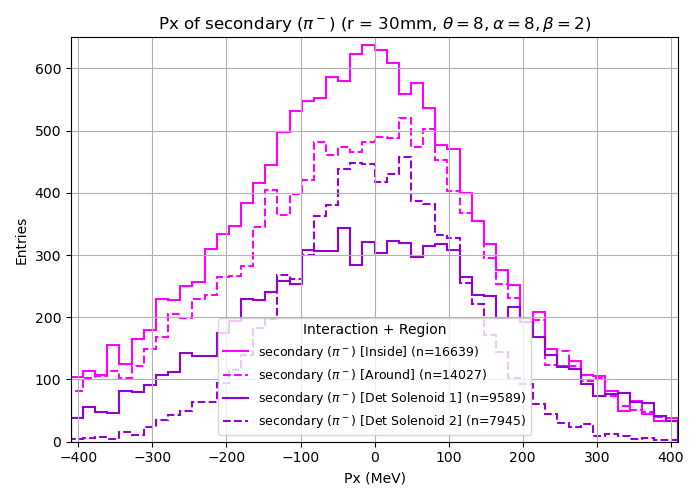 Px of secondary (π⁻) (r = 30mm, θ = 8, α = 8, β = 2)
600
500
400
300
200
100
0
Entries
−400
−300
−200
−100
0
100
200
300
400
Px (MeV)
Interaction + Region
secondary (π⁻) [Inside] (n=16639)
secondary (π⁻) [Around] (n=14027)
secondary (π⁻) [Det Solenoid 1] (n=9589)
secondary (π⁻) [Det Solenoid 2] (n=7945)